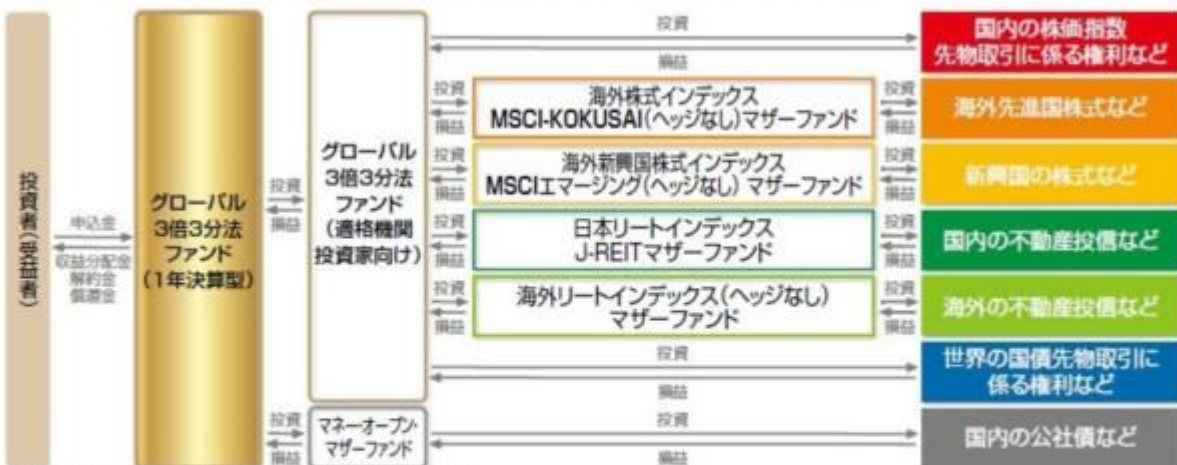 投資者(受益者)
申込金
収益分配金
解約金
償還金
グローバル
3倍3分法
ファンド
(1年決算型)
投資
損益
グローバル
3倍3分法
ファンド
(適格機関
投資家向け)
投資
損益
国内の株価指数
先物取引に係る権利など
投資
損益
海外株式インデックス
MSCI-KOKUSAI(ヘッジなし)マザーファンド
投資
損益
海外先進国株式など
投資
損益
海外新興国株式インデックス
MSCIエマージング(ヘッジなし) マザーファンド
投資
損益
新興国の株式など
投資
損益
日本リートインデックス
J-REITマザーファンド
投資
損益
国内の不動産投信など
投資
損益
海外リートインデックス(ヘッジなし)
マザーファンド
投資
損益
海外の不動産投信など
投資
損益
世界の国債先物取引に
係る権利など
投資
損益
マネー・オープン・
マザーファンド
投資
損益
国内の公社債など